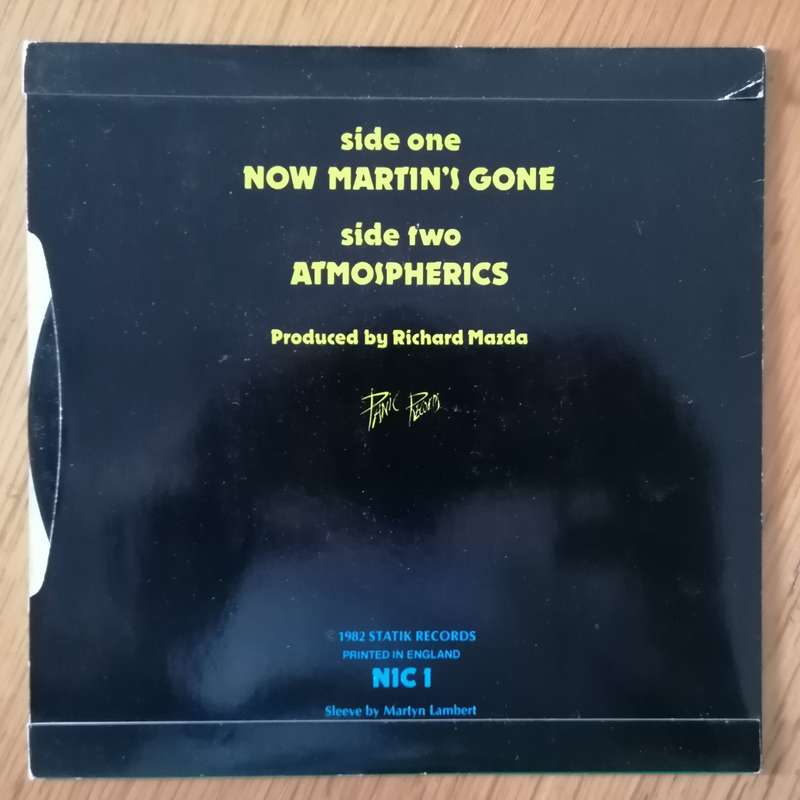 side one
NOW MARTIN'S GONE
side two
ATMOSPHERICS
Produced by Richard Mazda
PANIC RECORDS
© 1982 STATIK RECORDS
PRINTED IN ENGLAND
NIC 1
Sleeve by Martyn Lambert